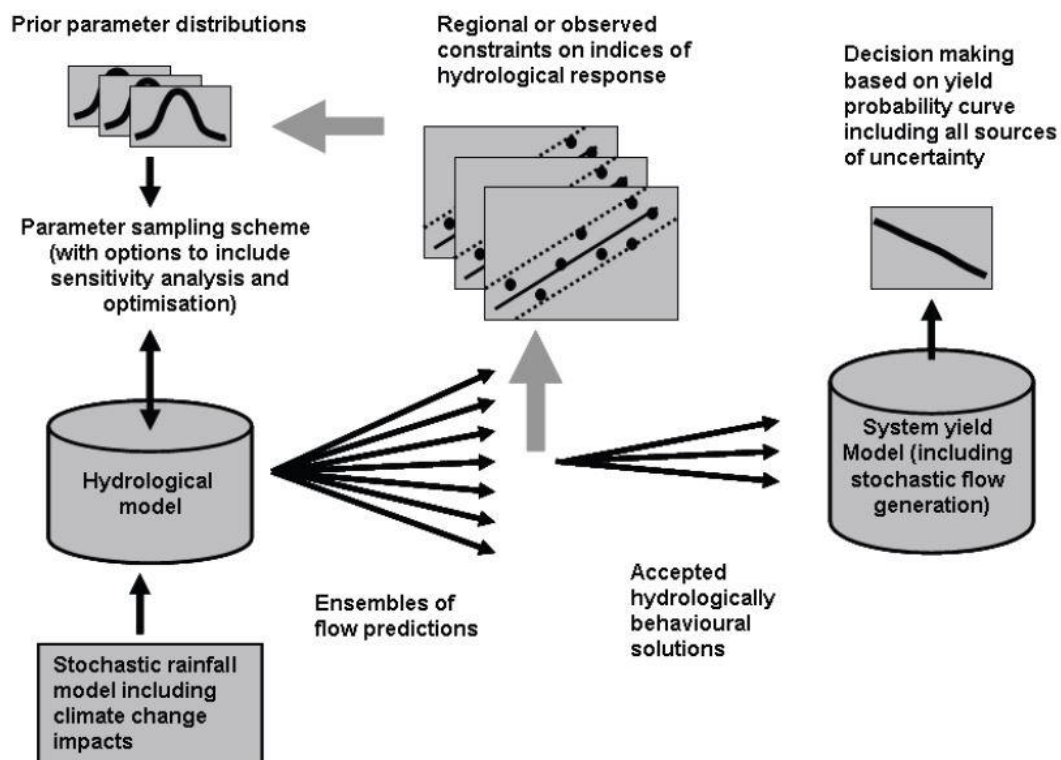 Prior parameter distributions
Regional or observed
constraints on indices of
hydrological response
Decision making
based on yield
probability curve
including all sources
of uncertainty
Parameter sampling scheme
(with options to include
sensitivity analysis and
optimisation)
Hydrological
model
System yield
Model (including
stochastic flow
generation)
Ensembles of
flow predictions
Accepted
hydrologically
behavioural
solutions
Stochastic rainfall
model including
climate change
impacts